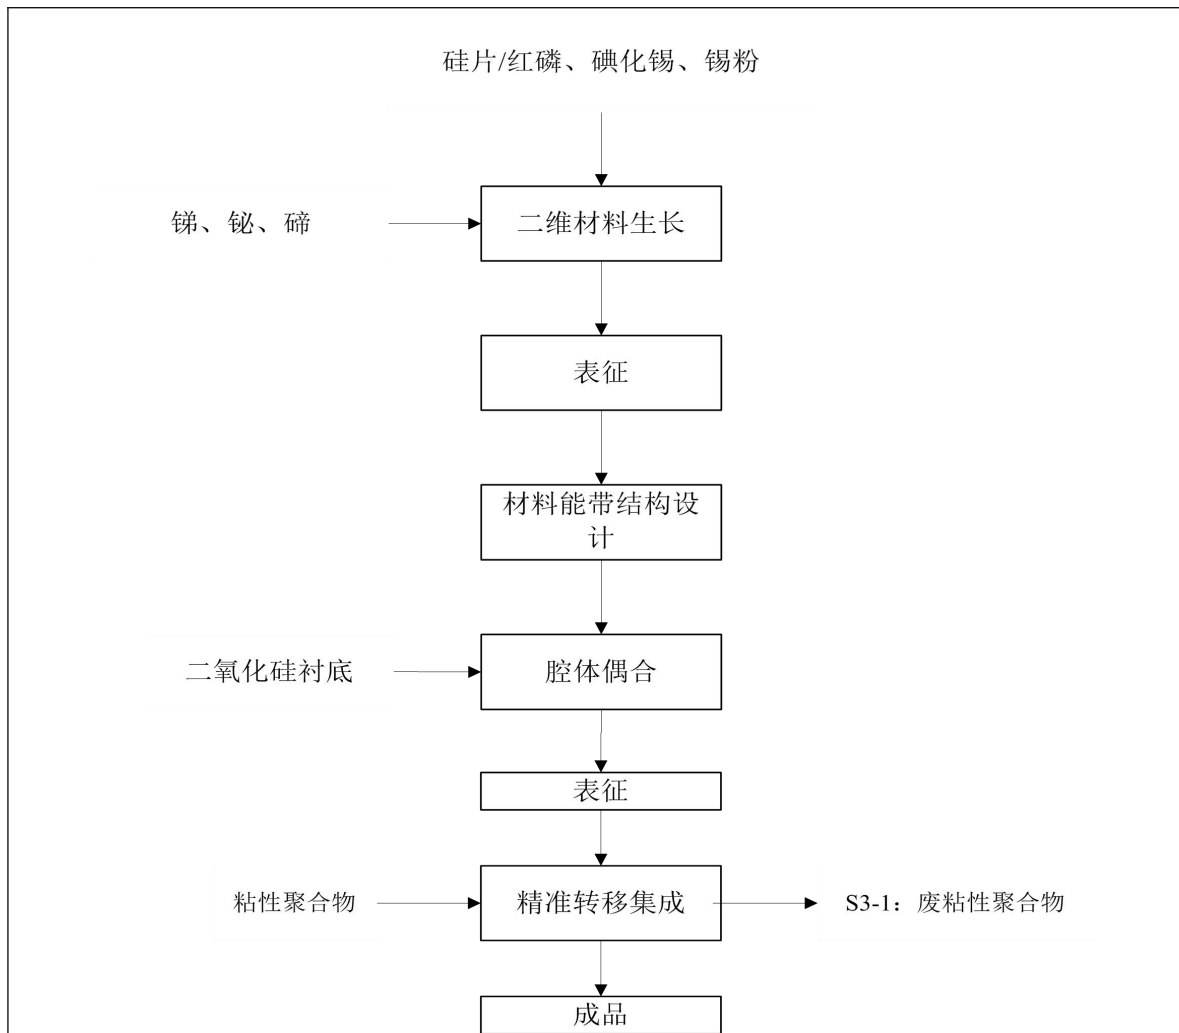 硅片/红磷、碘化锡、锡粉
锑、铋、碲
二维材料生长
表征
材料能带结构设
计
二氧化硅衬底
腔体偶合
表征
粘性聚合物
精准转移集成
S3-1：废粘性聚合物
成品